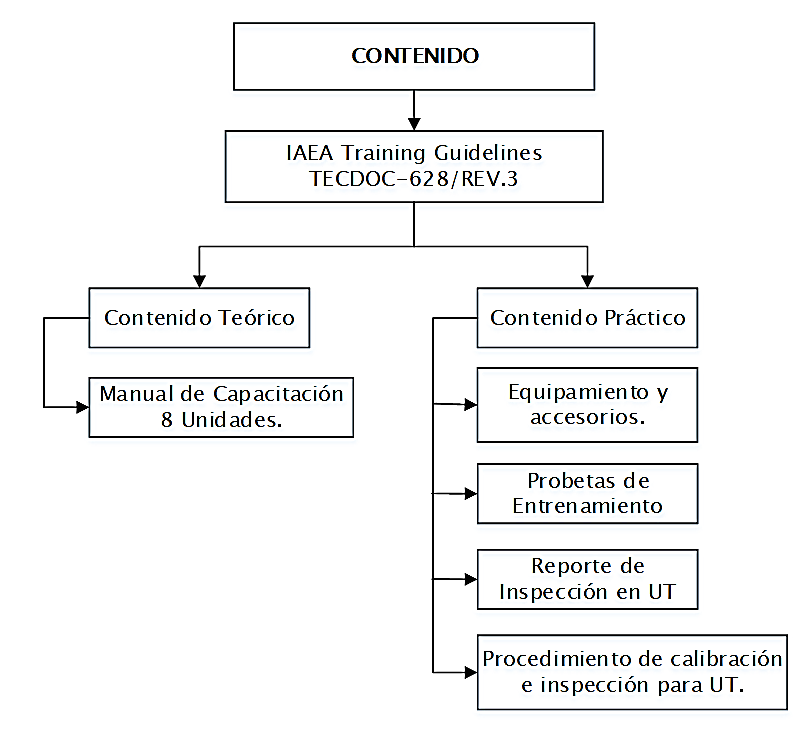 CONTENIDO
IAEA Training Guidelines
TECDOC-628/REV.3
Contenido Teórico
Manual de Capacitación
8 Unidades.
Contenido Práctico
Equipamiento y
accesorios.
Probetas de
Entrenamiento
Reporte de
Inspección en UT
Procedimiento de calibración
e inspección para UT.